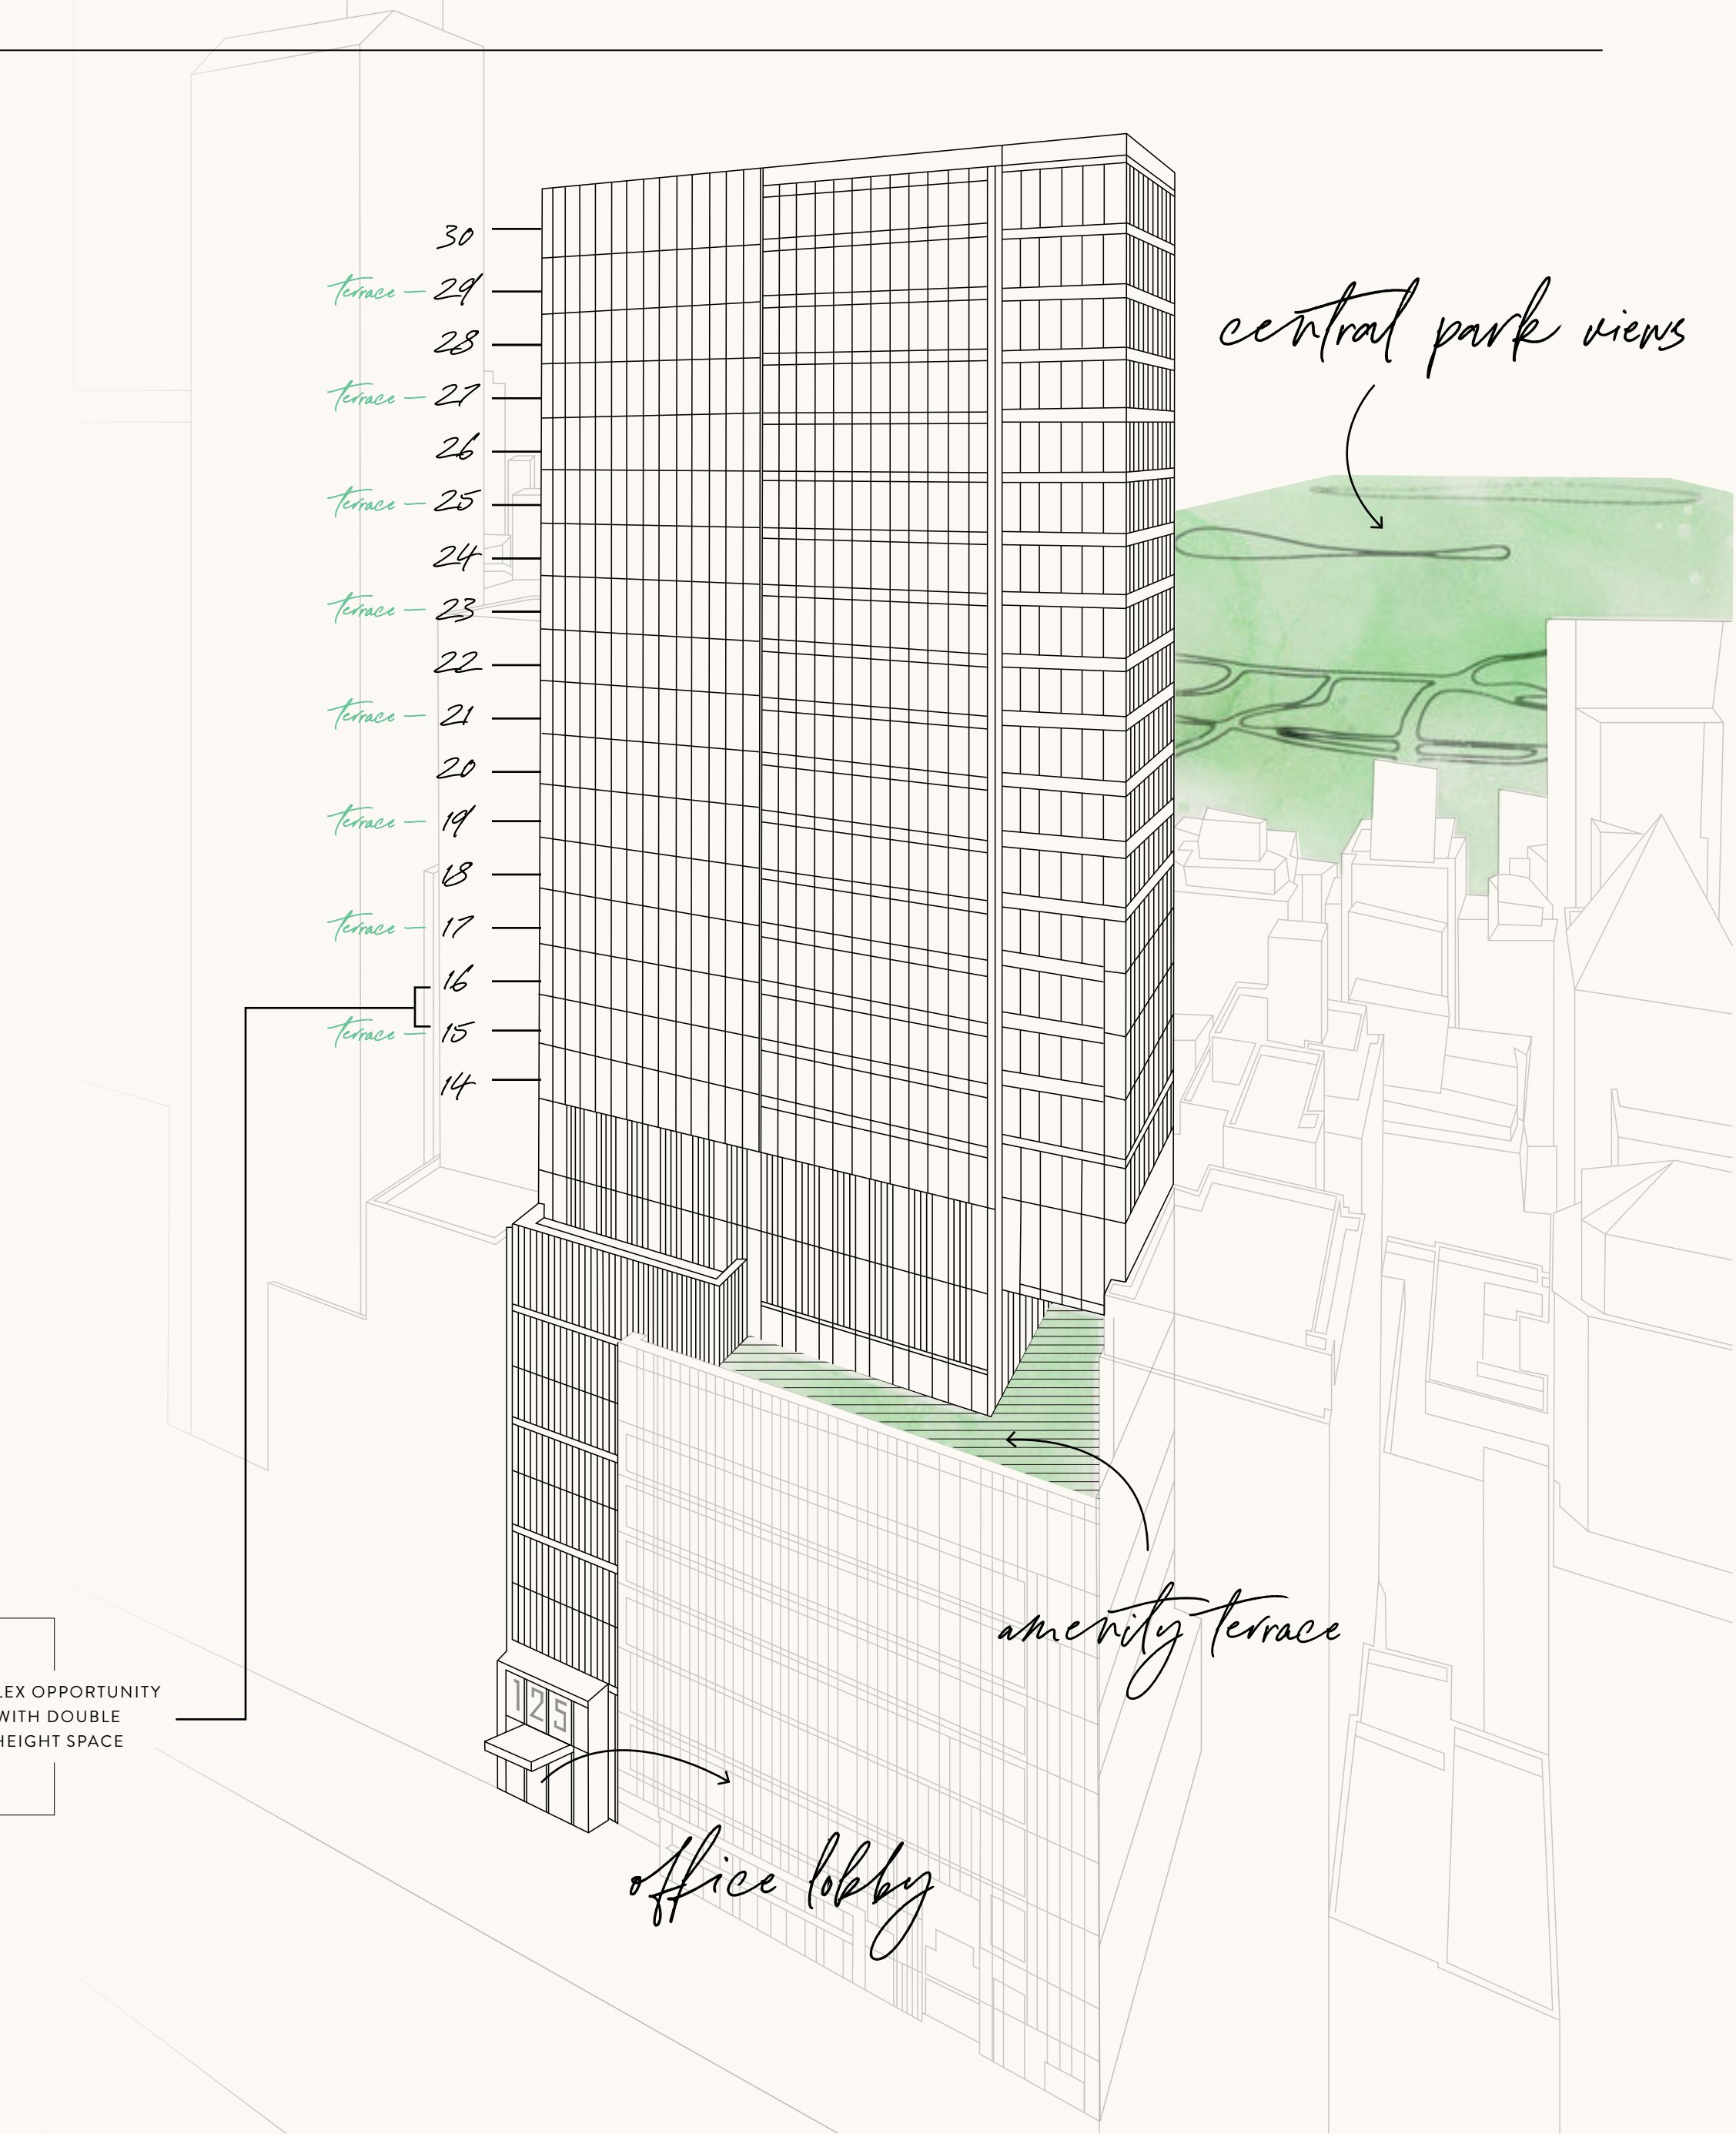 30
terrace — 29
28
terrace — 27
26
terrace — 25
24
terrace — 23
22
terrace — 21
20
terrace — 19
18
terrace — 17
16
terrace — 15
14
central park views
amenity terrace
LEX OPPORTUNITY
WITH DOUBLE
HEIGHT SPACE
125
office lobby